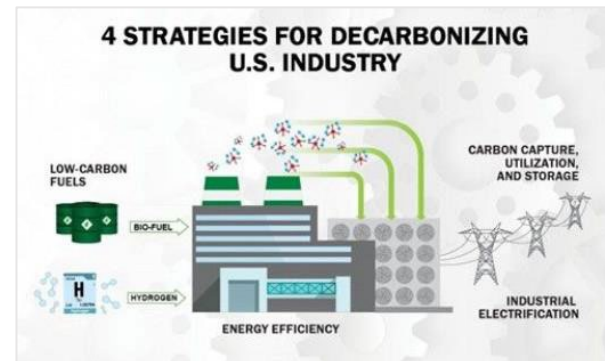 4 STRATEGIES FOR DECARBONIZING
U.S. INDUSTRY
LOW-CARBON
FUELS
BIO-FUEL
H
HYDROGEN
ENERGY EFFICIENCY
CARBON CAPTURE,
UTILIZATION,
AND STORAGE
INDUSTRIAL
ELECTRIFICATION